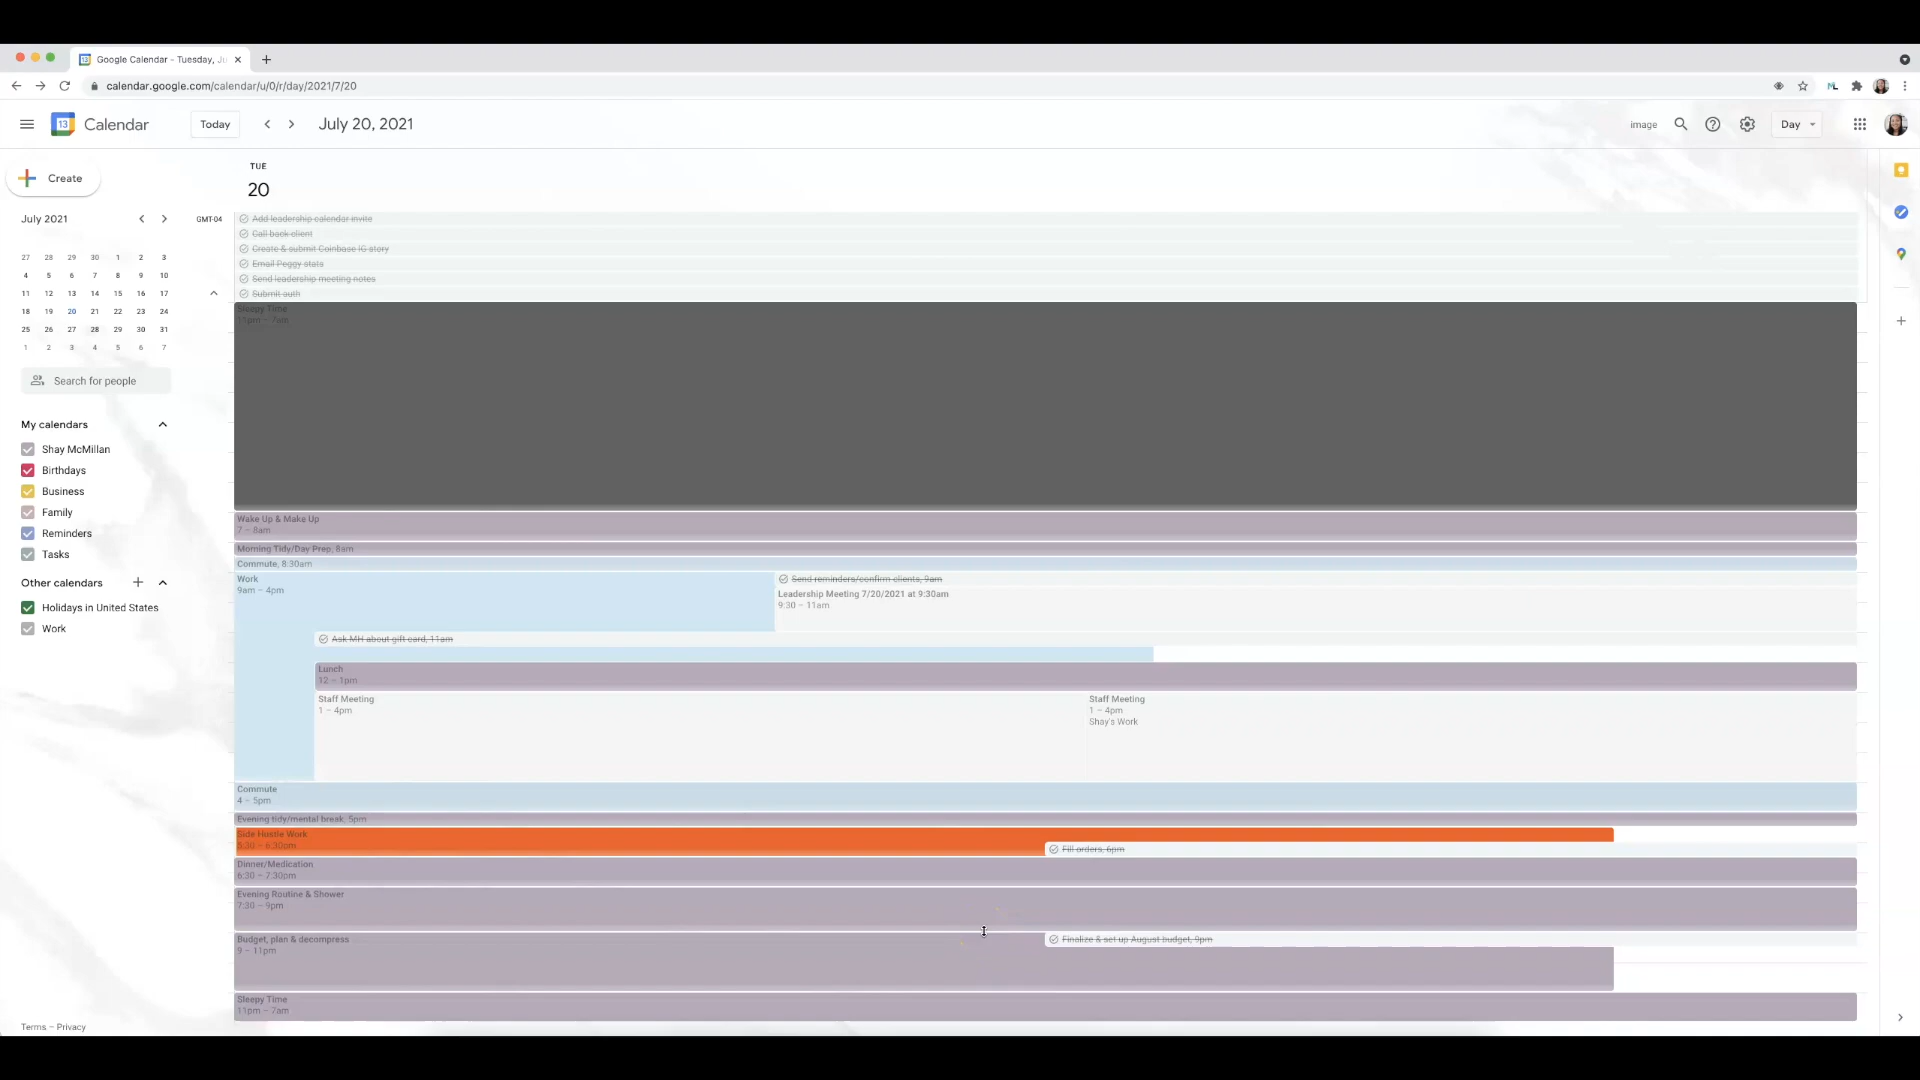 Google Calendar - Tuesday, Ju
calendar.google.com/calendar/u/0/r/day/2021/7/20
13
Calendar
Today
July 20, 2021
image
Day
Create
TUE
20
July 2021
GMT-04
27 28 29 30 1 2 3
4 5 6 7 8 9 10
11 12 13 14 15 16 17
18 19 20 21 22 23 24
25 26 27 28 29 30 31
1 2 3 4 5 6 7
Search for people
My calendars
Shay McMillan
Birthdays
Business
Family
Reminders
Tasks
Other calendars
Holidays in United States
Work
Terms – Privacy
Add leadership calendar invite
Call back client
Create & submit Coinbase IG story
Email Peggy stats
Send leadership meeting notes
Submit auth
Sleepy Time
11pm – 7am
Wake Up & Make Up
7 – 8am
Morning Tidy/Day Prep, 8am
Commute, 8:30am
Work
9am – 4pm
Send reminders/confirm clients, 9am
Leadership Meeting 7/20/2021 at 9:30am
9:30 – 11am
Ask MH about gift card, 11am
Lunch
12 – 1pm
Staff Meeting
1 – 4pm
Staff Meeting
1 – 4pm
Shay's Work
Commute
4 – 5pm
Evening tidy/mental break, 5pm
Side Hustle Work
5:30 – 6:30pm
Fill orders, 6pm
Dinner/Medication
6:30 – 7:30pm
Evening Routine & Shower
7:30 – 9pm
Budget, plan & decompress
9 – 11pm
Finalize & set up August budget, 9pm
Sleepy Time
11pm – 7am